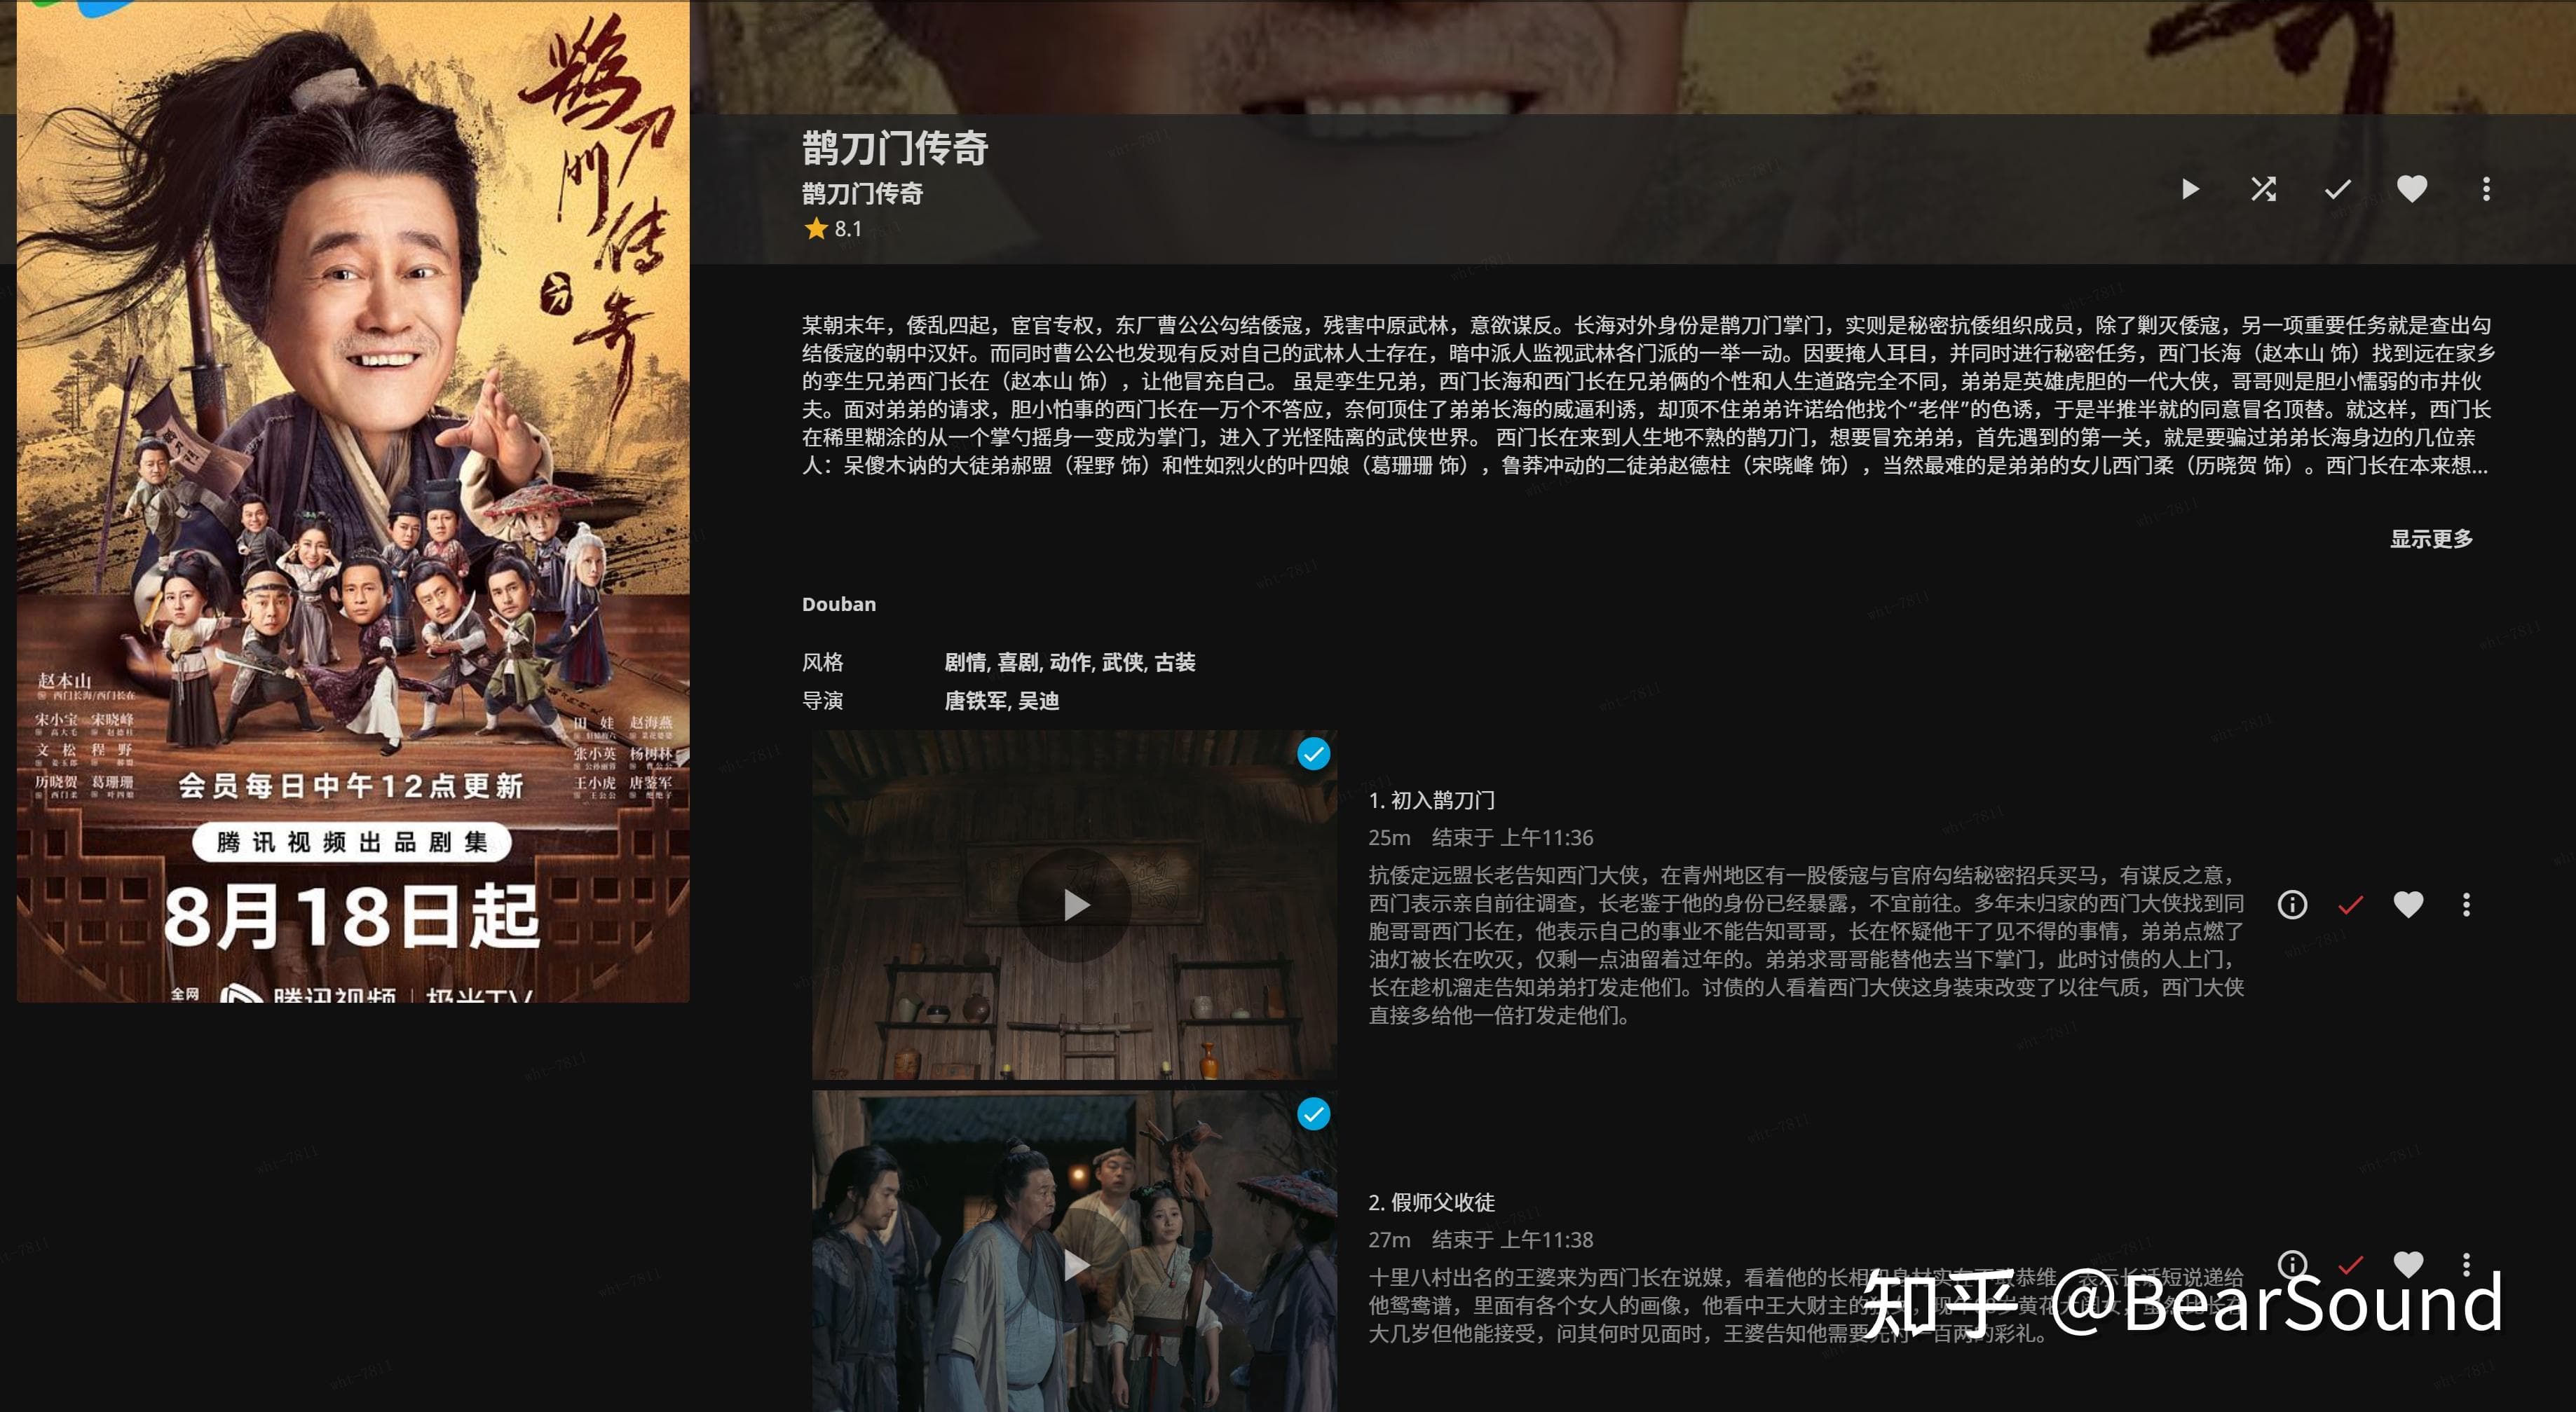 鹊刀门传奇
赵本山
西门长海/西门长在
宋小宝 宋晓峰
文松 程野
历晓贺 葛珊珊
田娃 赵海燕
张小英 杨树林
王小虎 唐鉴军
会员每日中午12点更新
腾讯视频出品剧集
8月18日起
全网
腾讯视频 | 极光TV
鹊刀门传奇
鹊刀门传奇
8.1
某朝末年，倭乱四起，宦官专权，东厂曹公公勾结倭寇，残害中原武林，意欲谋反。长海对外身份是鹊刀门掌门，实则是秘密抗倭组织成员，除了剿灭倭寇，另一项重要任务就是查出勾
结倭寇的朝中汉奸。而同时曹公公也发现有反对自己的武林人士存在，暗中派人监视武林各门派的一举一动。因要掩人耳目，并同时进行秘密任务，西门长海（赵本山 饰）找到远在家乡
的孪生兄弟西门长在（赵本山 饰），让他冒充自己。 虽是孪生兄弟，西门长海和西门长在兄弟俩的个性和人生道路完全不同，弟弟是英雄虎胆的一代大侠，哥哥则是胆小懦弱的市井伙
夫。面对弟弟的请求，胆小怕事的西门长在一万个不答应，奈何顶住了弟弟长海的威逼利诱，却顶不住弟弟许诺给他找个“老伴”的色诱，于是半推半就的同意冒名顶替。就这样，西门长
在稀里糊涂的从一个掌勺摇身一变成为掌门，进入了光怪陆离的武侠世界。 西门长在来到人生地不熟的鹊刀门，想要冒充弟弟，首先遇到的第一关，就是要骗过弟弟长海身边的几位亲
人：呆傻木讷的大徒弟郝盟（程野 饰）和性如烈火的叶四娘（葛珊珊 饰），鲁莽冲动的二徒弟赵德柱（宋晓峰 饰），当然最难的是弟弟的女儿西门柔（历晓贺 饰）。西门长在本来想...
显示更多
Douban
风格 剧情, 喜剧, 动作, 武侠, 古装
导演 唐铁军, 吴迪
1. 初入鹊刀门
25m 结束于 上午11:36
抗倭定远盟长老告知西门大侠，在青州地区有一股倭寇与官府勾结秘密招兵买马，有谋反之意，
西门表示亲自前往调查，长老鉴于他的身份已经暴露，不宜前往。多年未归家的西门大侠找到同
胞哥哥西门长在，他表示自己的事业不能告知哥哥，长在怀疑他干了见不得的事情，弟弟点燃了
油灯被长在吹灭，仅剩一点油留着过年的。弟弟求哥哥能替他去当下掌门，此时讨债的人上门，
长在趁机溜走告知弟弟打发走他们。讨债的人看着西门大侠这身装束改变了以往气质，西门大侠
直接多给他一倍打发走他们。
2. 假师父收徒
27m 结束于 上午11:38
十里八村出名的王婆来为西门长在说媒，看着他的长相和身材实在不敢恭维，表示长话短说递给
他鸳鸯谱，里面有各个女人的画像，他看中王大财主的
大几岁但他能接受，问其何时见面时，王婆告知他需要先付一百两的彩礼。
知乎 @BearSound
wht-7811